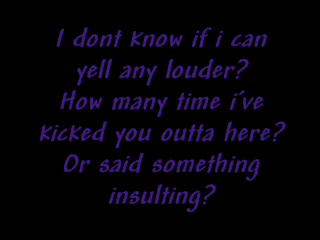 I dont know if i can
yell any louder?
How many time i've
kicked you outta here?
Or said something
insulting?